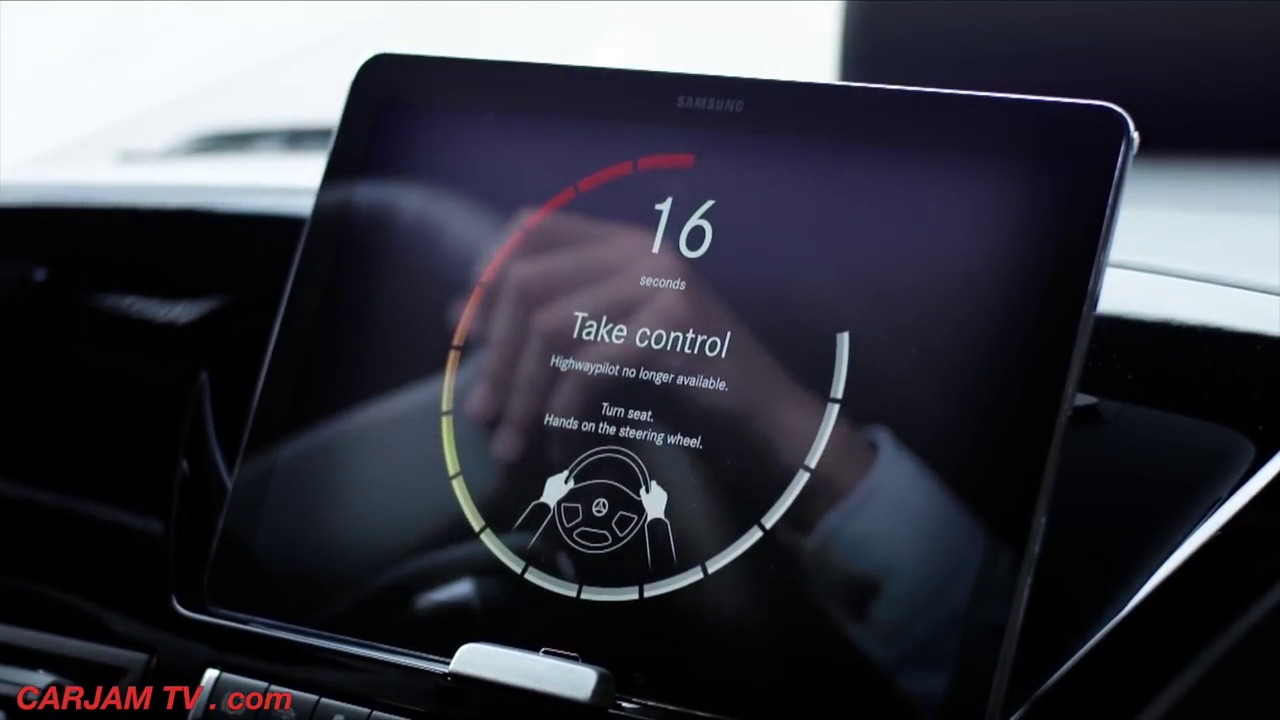 SAMSUNG
16
seconds
Take control
Highwaypilot no longer available.
Turn seat.
Hands on the steering wheel.
CARJAM TV . com